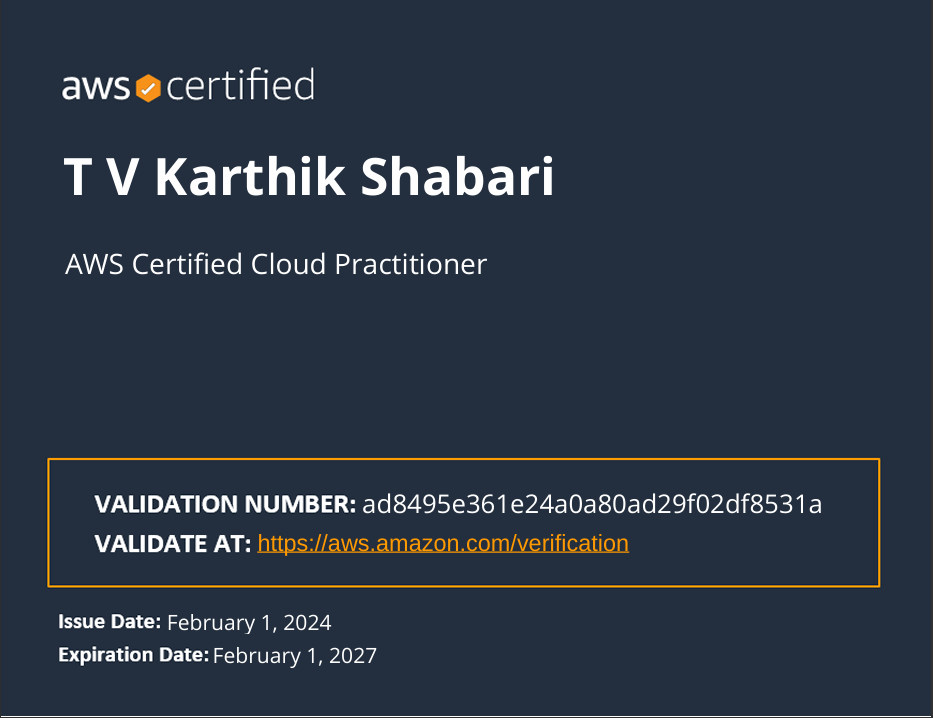 aws certified
T V Karthik Shabari
AWS Certified Cloud Practitioner
VALIDATION NUMBER: ad8495e361e24a0a80ad29f02df8531a
VALIDATE AT: https://aws.amazon.com/verification
Issue Date: February 1, 2024
Expiration Date: February 1, 2027